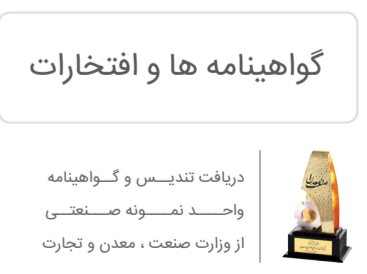 گواهینامه ها و افتخارات
دریافت تندیس و گواهینامه
واحد نمونه صنعتی
از وزارت صنعت ، معدن و تجارت